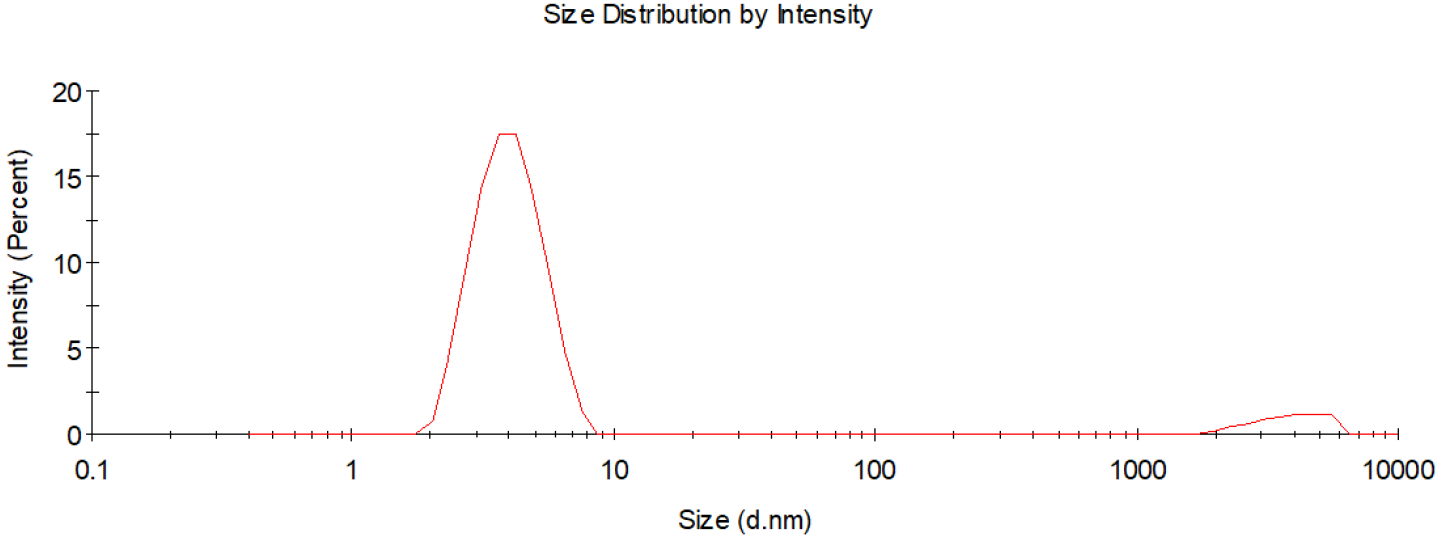 Size Distribution by Intensity
Intensity (Percent)
20
15
10
5
0
0.1 1 10 100 1000 10000
Size (d.nm)